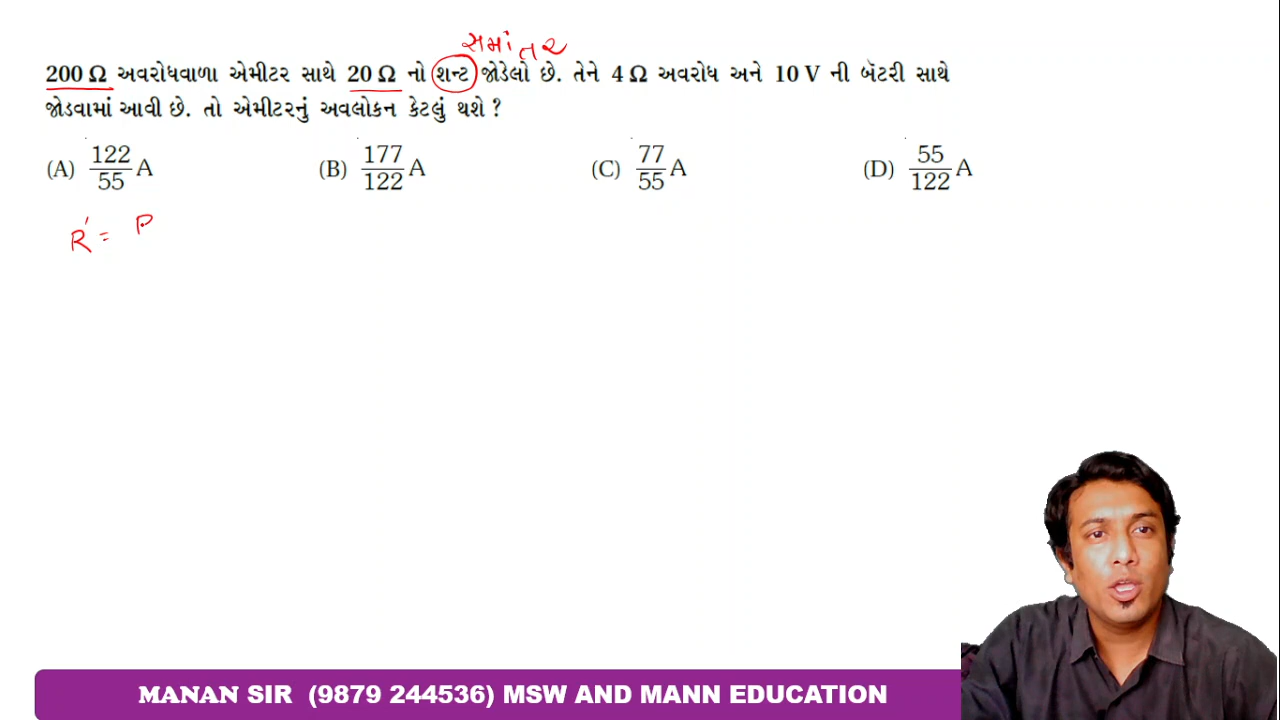 સમાંતર
200 Ω અવરોધવાળા એમીટર સાથે 20 Ω નો શન્ટ જોડેલો છે. તેને 4 Ω અવરોધ અને 10 V ની બૅટરી સાથે
જોડવામાં આવી છે. તો એમીટરનું અવલોકન કેટલું થશે ?
(A) 122/55 A (B) 177/122 A (C) 77/55 A (D) 55/122 A
R' =
MANAN SIR (9879 244536) MSW AND MANN EDUCATION